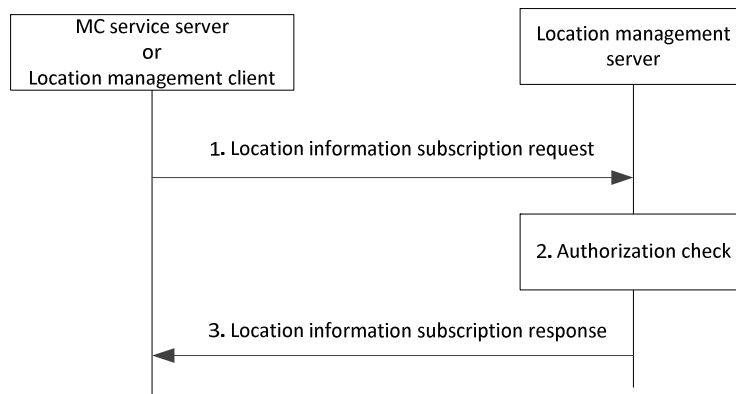 MC service server
or
Location management client
Location management
server
1. Location information subscription request
2. Authorization check
3. Location information subscription response